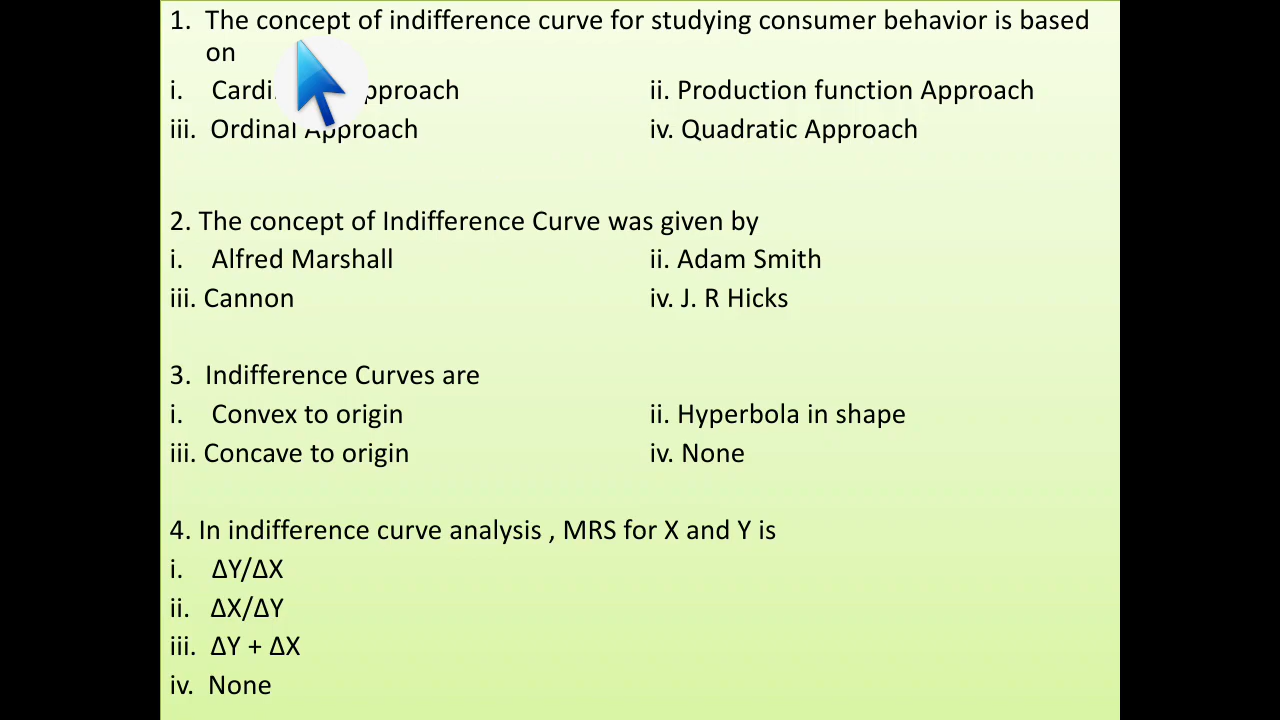 1. The concept of indifference curve for studying consumer behavior is based
on
i. Approach ii. Production function Approach
iii. Ordinal Approach iv. Quadratic Approach
2. The concept of Indifference Curve was given by
i. Alfred Marshall ii. Adam Smith
iii. Cannon iv. J. R Hicks
3. Indifference Curves are
i. Convex to origin ii. Hyperbola in shape
iii. Concave to origin iv. None
4. In indifference curve analysis , MRS for X and Y is
i. ΔY/ΔX
ii. ΔX/ΔY
iii. ΔY + ΔX
iv. None